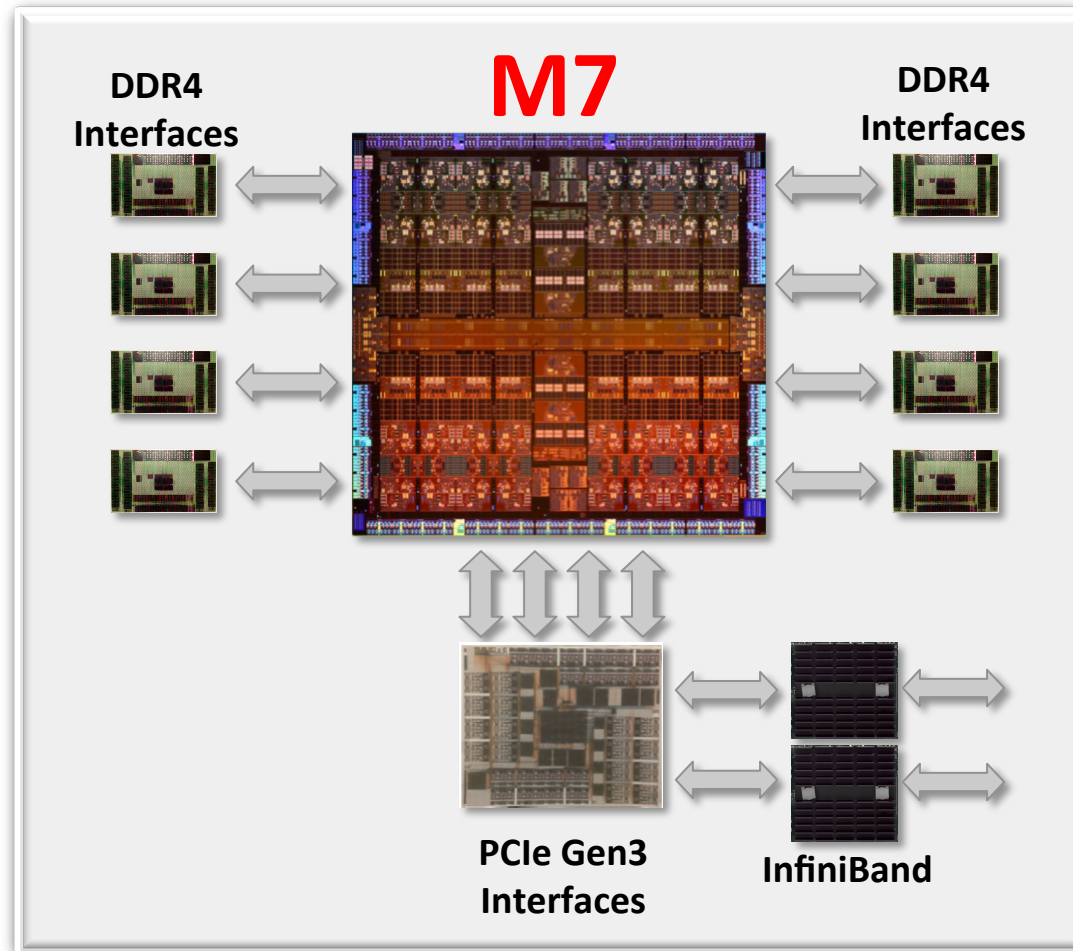 M7
DDR4
Interfaces
DDR4
Interfaces
PCIe Gen3
Interfaces
InfiniBand